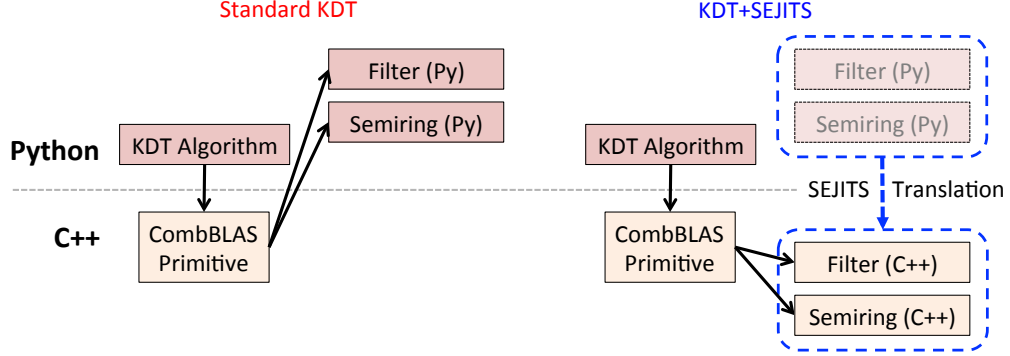 Standard KDT
KDT+SEJITS
Filter (Py)
Semiring (Py)
Filter (Py)
Semiring (Py)
Python
KDT Algorithm
KDT Algorithm
SEJITS Translation
C++
CombBLAS
Primitive
CombBLAS
Primitive
Filter (C++)
Semiring (C++)